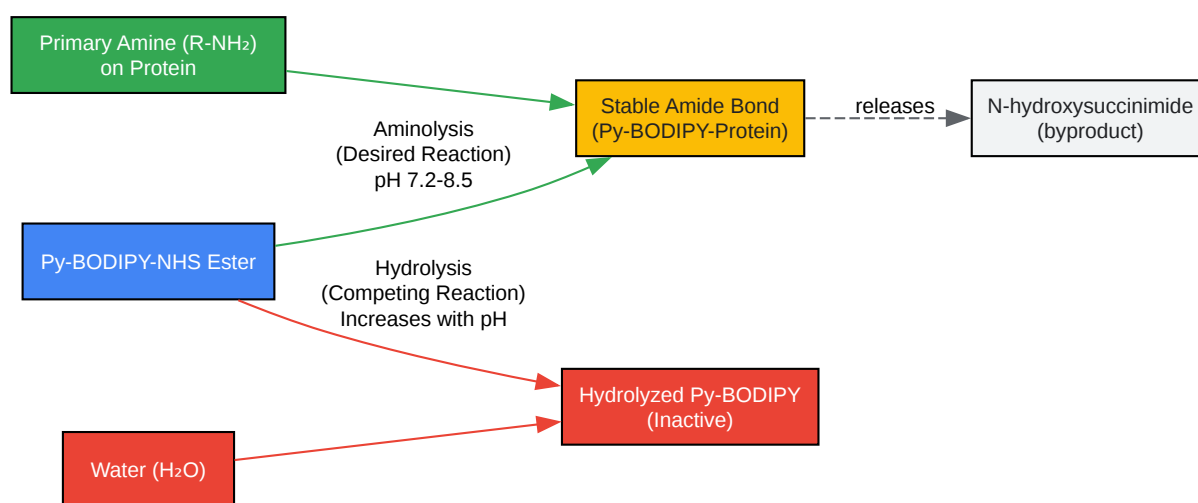 Primary Amine (R-NH₂)
on Protein
Stable Amide Bond
(Py-BODIPY-Protein)
releases
N-hydroxysuccinimide
(byproduct)
Aminolysis
(Desired Reaction)
pH 7.2-8.5
Py-BODIPY-NHS Ester
Hydrolysis
(Competing Reaction)
Increases with pH
Hydrolyzed Py-BODIPY
(Inactive)
Water (H₂O)